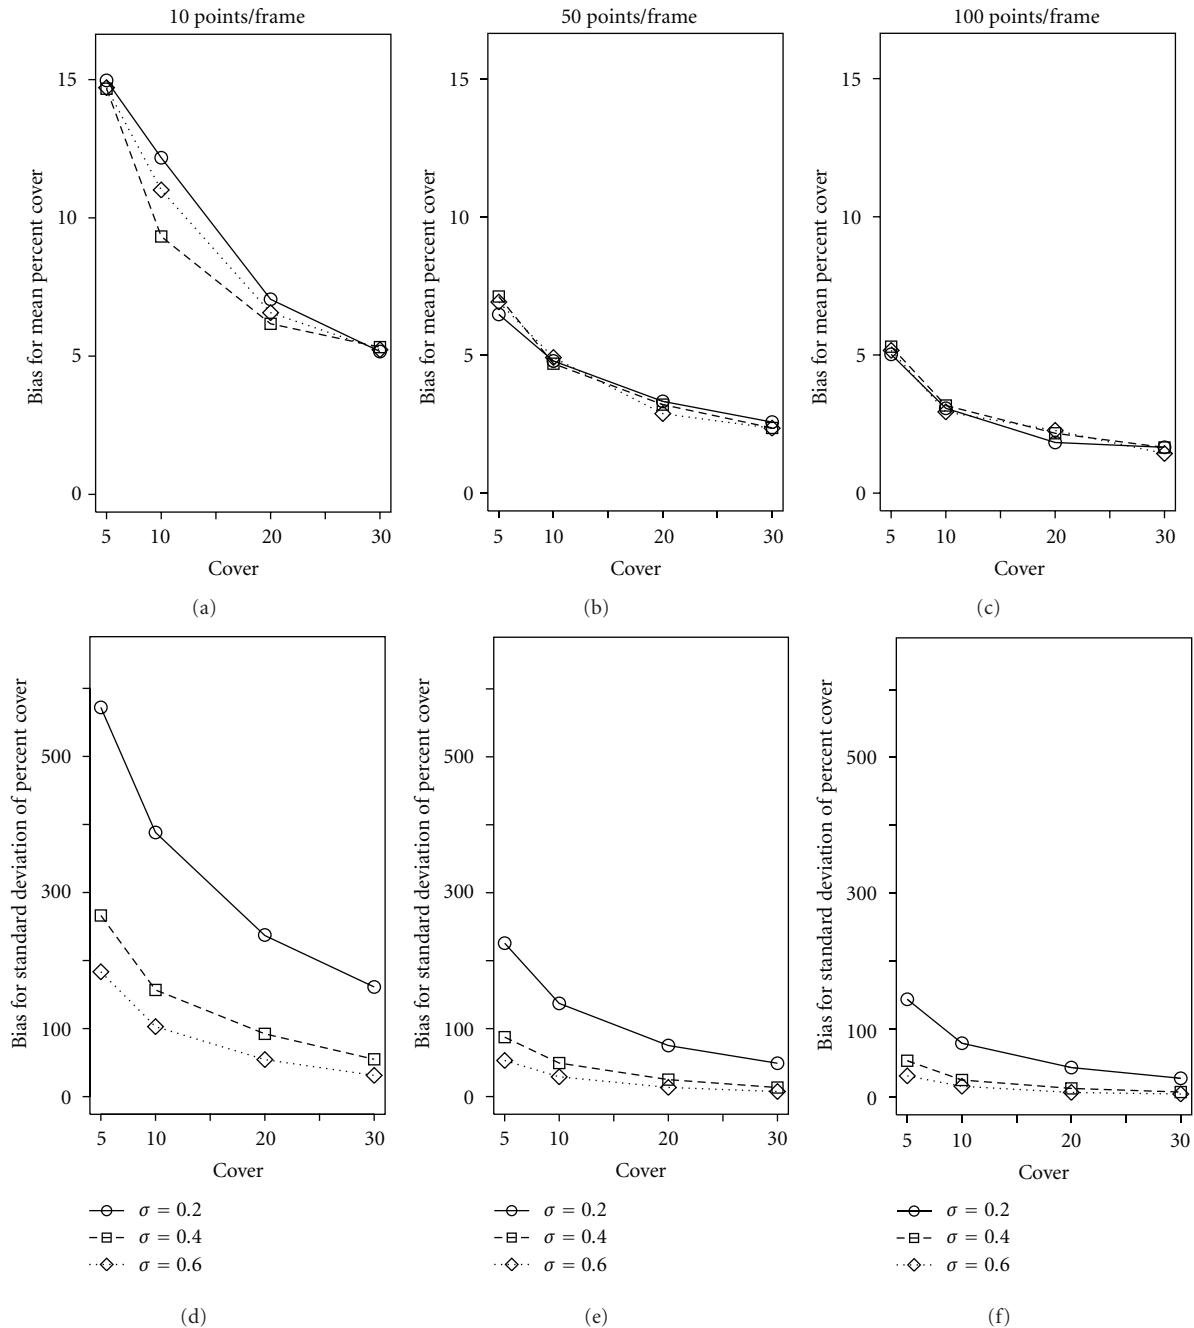 10 points/frame
50 points/frame
100 points/frame
Bias for mean percent cover
15
10
5
0
5 10 20 30
Cover
(a)
Bias for mean percent cover
15
10
5
0
5 10 20 30
Cover
(b)
Bias for mean percent cover
15
10
5
0
5 10 20 30
Cover
(c)
Bias for standard deviation of percent cover
500
300
100
0
5 10 20 30
Cover
σ = 0.2
σ = 0.4
σ = 0.6
(d)
Bias for standard deviation of percent cover
500
300
100
0
5 10 20 30
Cover
σ = 0.2
σ = 0.4
σ = 0.6
(e)
Bias for standard deviation of percent cover
500
300
100
0
5 10 20 30
Cover
σ = 0.2
σ = 0.4
σ = 0.6
(f)